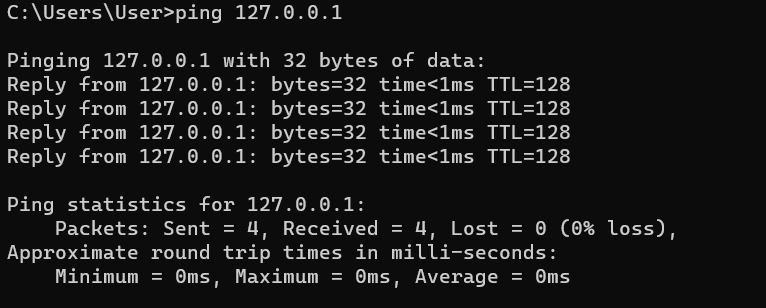 C:\Users\User>ping 127.0.0.1
Pinging 127.0.0.1 with 32 bytes of data:
Reply from 127.0.0.1: bytes=32 time<1ms TTL=128
Reply from 127.0.0.1: bytes=32 time<1ms TTL=128
Reply from 127.0.0.1: bytes=32 time<1ms TTL=128
Reply from 127.0.0.1: bytes=32 time<1ms TTL=128
Ping statistics for 127.0.0.1:
Packets: Sent = 4, Received = 4, Lost = 0 (0% loss),
Approximate round trip times in milli-seconds:
Minimum = 0ms, Maximum = 0ms, Average = 0ms